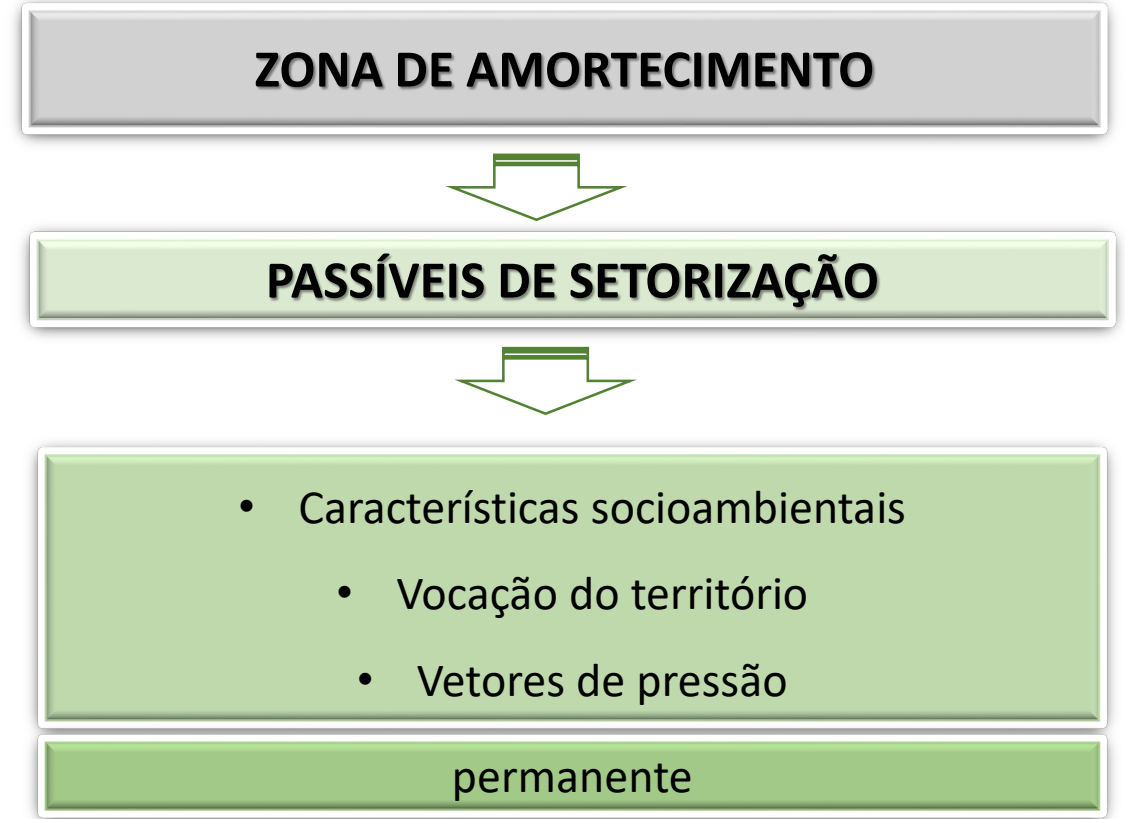 ZONA DE AMORTECIMENTO
PASSÍVEIS DE SETORIZAÇÃO
• Características socioambientais
• Vocação do território
• Vetores de pressão
permanente